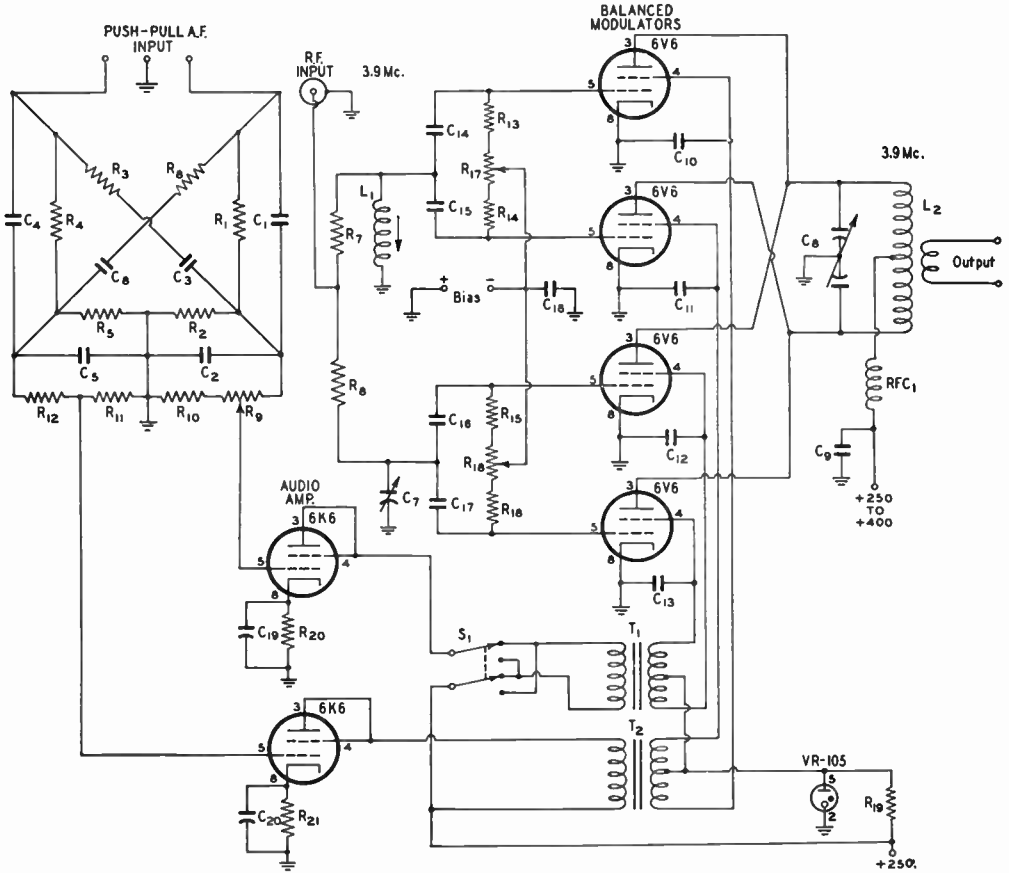 PUSH-PULL A.F.
INPUT
R.F.
INPUT
3.9 Mc.
BALANCED
MODULATORS
3
6V6
4
5
8
C10
C14
R13
R17
C15
R14
L1
R7
R3
R8
C4
R4
R1
C1
C8
C3
R5
R2
C5
C2
R12
R11
R10
R9
+
Bias
-
C18
3
6V6
4
5
8
C11
3.9 Mc.
L2
C8
Output
RFC1
C9
+250
TO
+400
R8
C16
R15
R18
C7
C17
R18
3
6V6
4
5
8
C12
3
6V6
4
5
8
C13
AUDIO
AMP.
3
6K6
5
4
8
C19
R20
S1
T1
T2
3
6K6
5
4
8
C20
R21
VR-105
5
2
R19
+250.